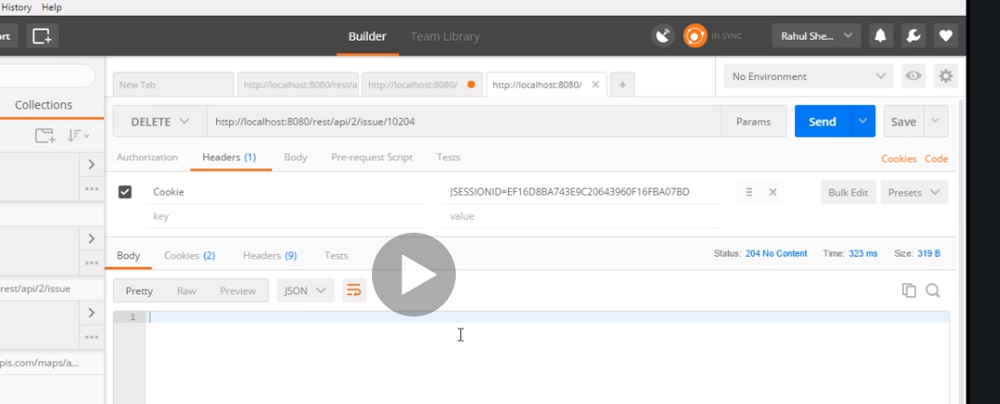 History Help
rt Builder Team Library IN SYNC Rahul She...
New Tab http://localhost:8080/rest/a http://localhost:8080/ http://localhost:8080/ × + No Environment
Collections
DELETE http://localhost:8080/rest/api/2/issue/10204 Params Send Save
Authorization Headers (1) Body Pre-request Script Tests Cookies Code
Cookie JSESSIONID=EF16D8BA743E9C20643960F16FBA07BD Bulk Edit Presets
key value
Body Cookies (2) Headers (9) Tests Status: 204 No Content Time: 323 ms Size: 319 B
rest/api/2/issue Pretty Raw Preview JSON
1
pis.com/maps/a...